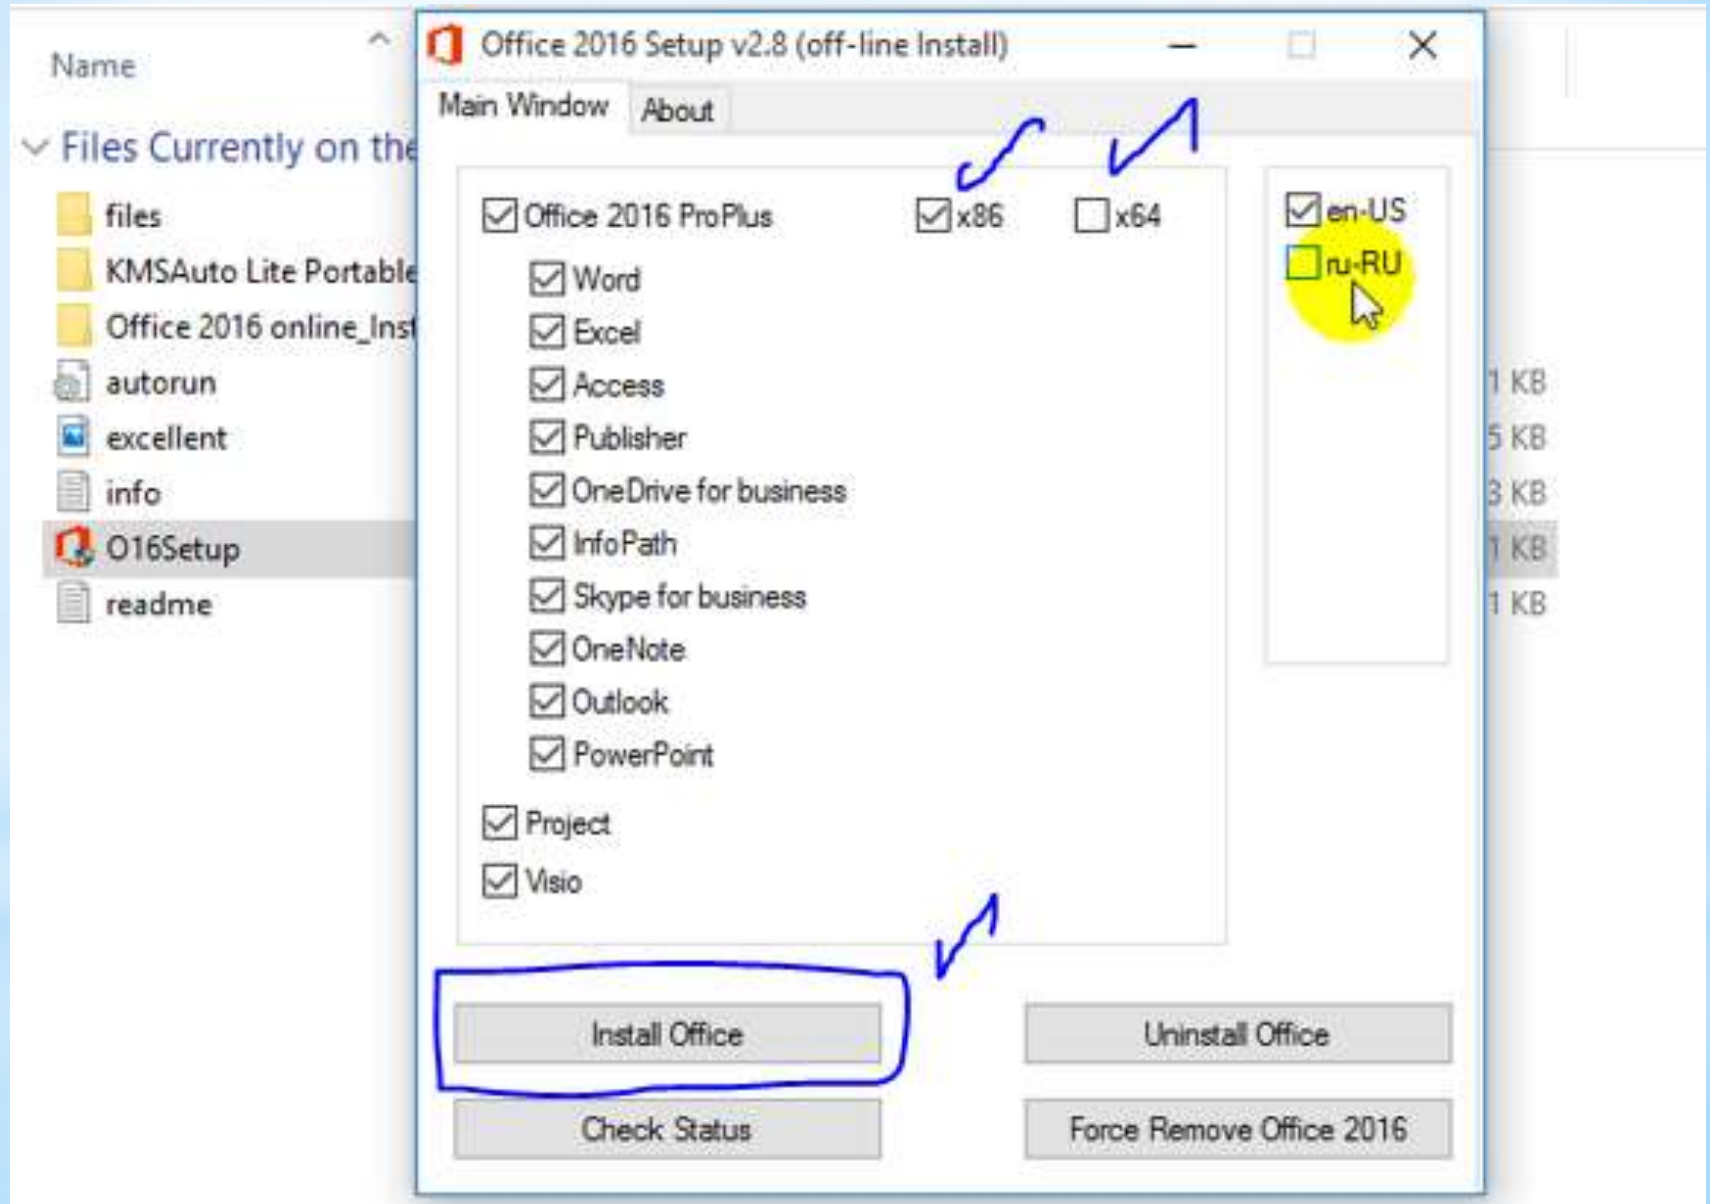 Name
Files Currently on the
files
KMSAuto Lite Portable
Office 2016 online_Inst
autorun
excellent
info
O16Setup
readme
Office 2016 Setup v2.8 (off-line Install)
Main Window About
Office 2016 ProPlus x86 x64
Word
Excel
Access
Publisher
OneDrive for business
InfoPath
Skype for business
OneNote
Outlook
PowerPoint
Project
Visio
en-US
ru-RU
Install Office Uninstall Office
Check Status Force Remove Office 2016
1 KB
5 KB
3 KB
1 KB
1 KB